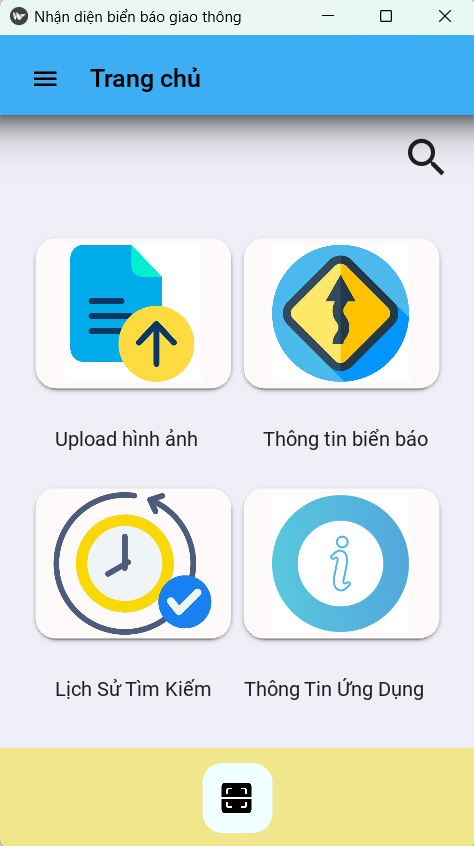 Nhận diện biển báo giao thông
Trang chủ
Upload hình ảnh
Thông tin biển báo
Lịch Sử Tìm Kiếm
Thông Tin Ứng Dụng